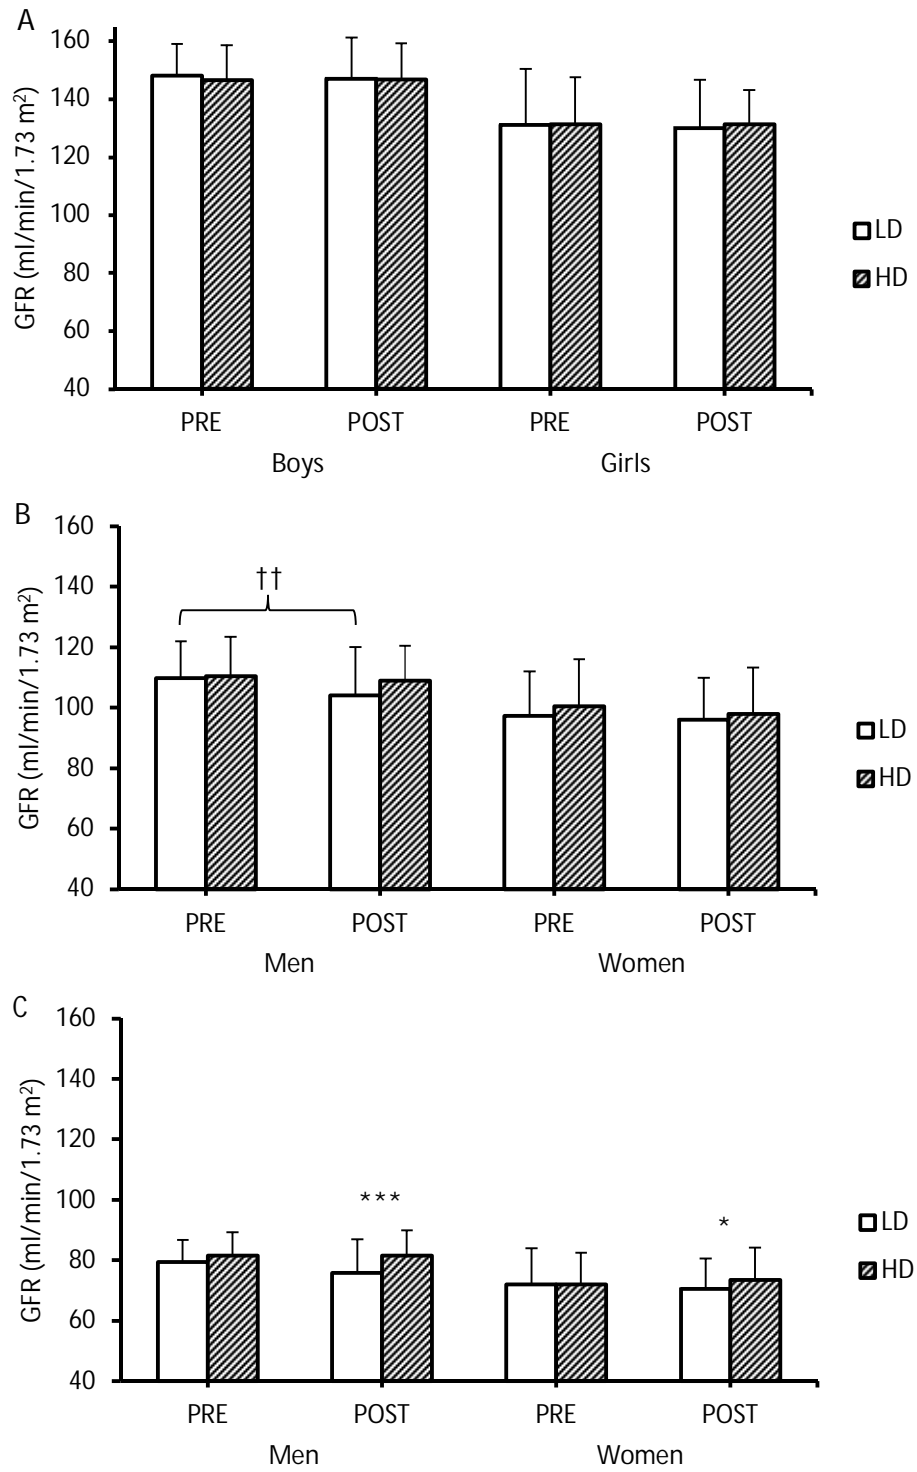 A
160
140
120
100
80
60
40
GFR (ml/min/1.73 m²)
PRE POST PRE POST
Boys Girls
LD
HD
B
160
140
120
100
80
60
40
GFR (ml/min/1.73 m²)
††
PRE POST PRE POST
Men Women
LD
HD
C
160
140
120
100
80
60
40
GFR (ml/min/1.73 m²)
***
*
PRE POST PRE POST
Men Women
LD
HD